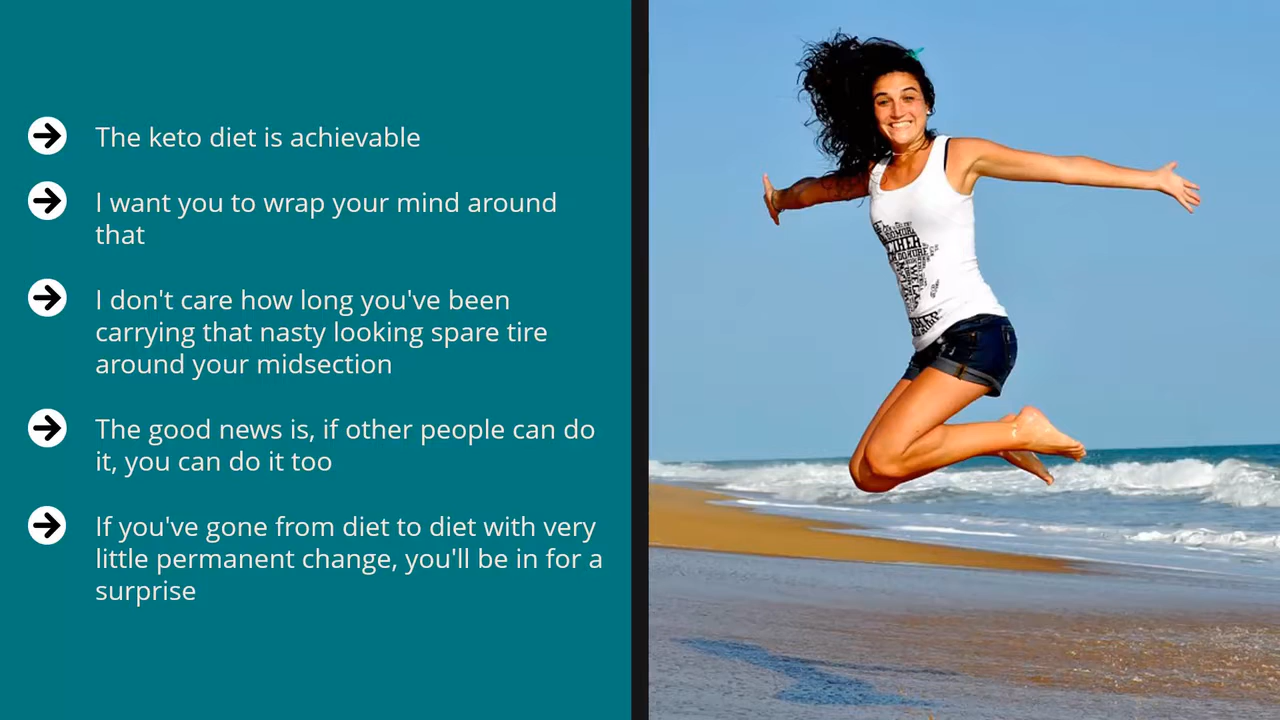 The keto diet is achievable
I want you to wrap your mind around
that
I don't care how long you've been
carrying that nasty looking spare tire
around your midsection
The good news is, if other people can do
it, you can do it too
If you've gone from diet to diet with very
little permanent change, you'll be in for a
surprise